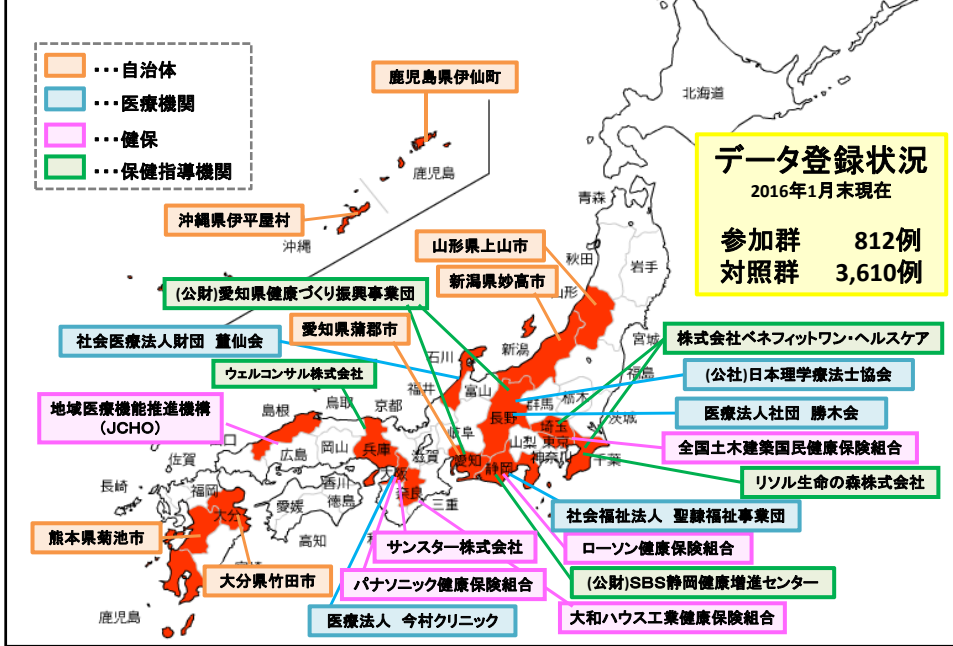 ・・・自治体
・・・医療機関
・・・健保
・・・保健指導機関
鹿児島県伊仙町
北海道
データ登録状況
2016年1月末現在
参加群 812例
対照群 3,610例
鹿児島
青森
沖縄県伊平屋村
沖縄
山形県上山市
秋田
岩手
新潟県妙高市
(公財)愛知県健康づくり振興事業団
山形
愛知県蒲郡市
宮城
社会医療法人財団 董仙会
株式会社ベネフィットワン・ヘルスケア
石川
新潟
福島
ウェルコンサル株式会社
富山
(公社)日本理学療法士協会
福井
群馬
栃木
地域医療機能推進機構
(JCHO)
島根
鳥取
京都
長野
茨城
医療法人社団 勝木会
岐阜
埼玉
山口
広島
岡山
兵庫
滋賀
山梨
東京
全国土木建築国民健康保険組合
佐賀
愛知
静岡
神奈川
千葉
長崎
福岡
香川
大阪
リソル生命の森株式会社
愛媛
徳島
奈良
三重
大分
社会福祉法人 聖隷福祉事業団
高知
熊本県菊池市
サンスター株式会社
ローソン健康保険組合
大分県竹田市
パナソニック健康保険組合
(公財)SBS静岡健康増進センター
鹿児島
医療法人 今村クリニック
大和ハウス工業健康保険組合